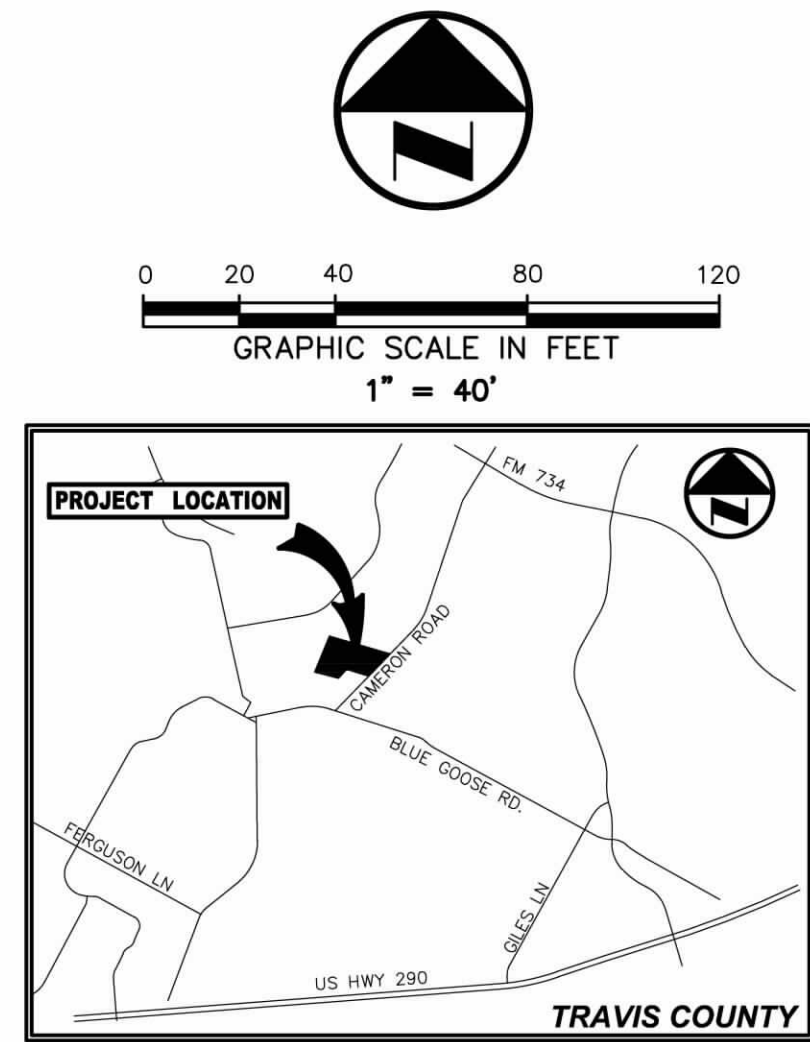 N
0 20 40 80 120
GRAPHIC SCALE IN FEET
1" = 40'
FM 734
N
PROJECT LOCATION
CAMERON ROAD
BLUE GOOSE RD.
FERGUSON LN
GILES LN
US HWY 290
TRAVIS COUNTY